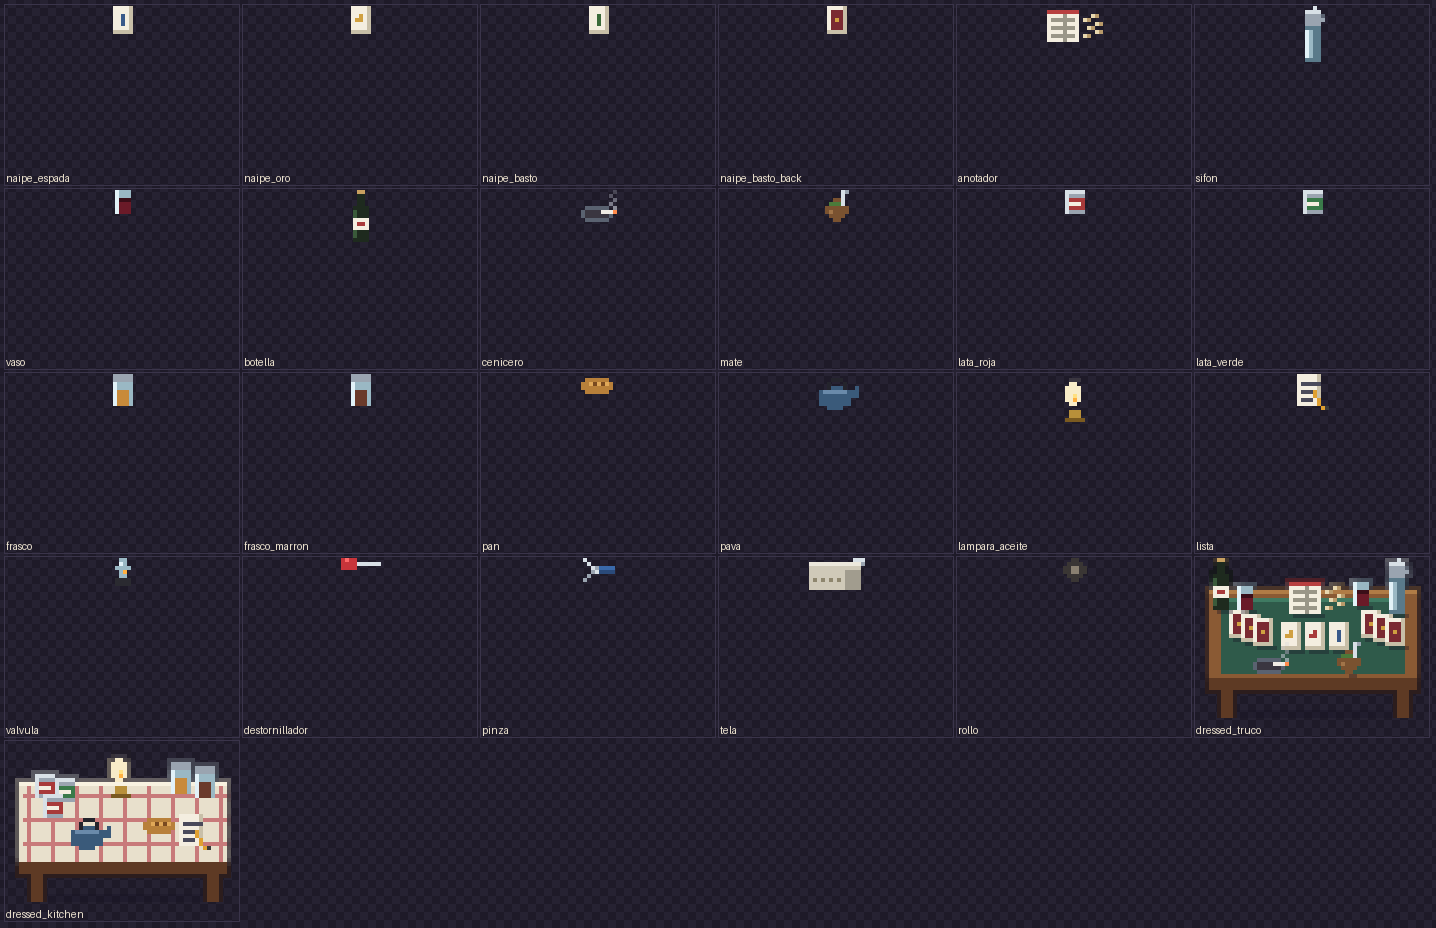 naipe_espada
naipe_oro
naipe_basto
naipe_basto_back
anotador
sifon
vaso
botella
cenicero
mate
lata_roja
lata_verde
frasco
frasco_marron
pan
pava
lampara_aceite
lista
valvula
destornillador
pinza
tela
rollo
dressed_truco
dressed_kitchen